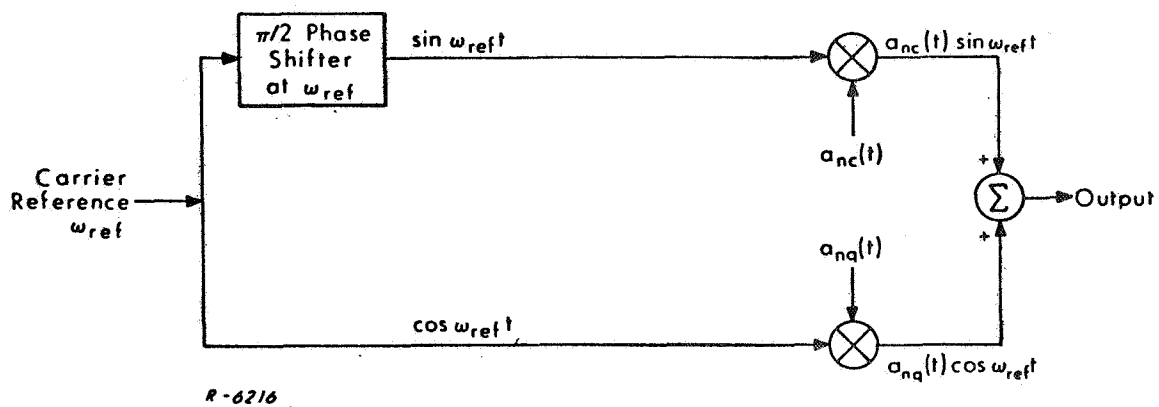 π/2 Phase
Shifter
at ω_ref
sin ω_ref t
a_nc(t) sin ω_ref t
a_nc(t)
+
Carrier
Reference
ω_ref
Σ
Output
+
a_nq(t)
cos ω_ref t
a_nq(t) cos ω_ref t
R-6216